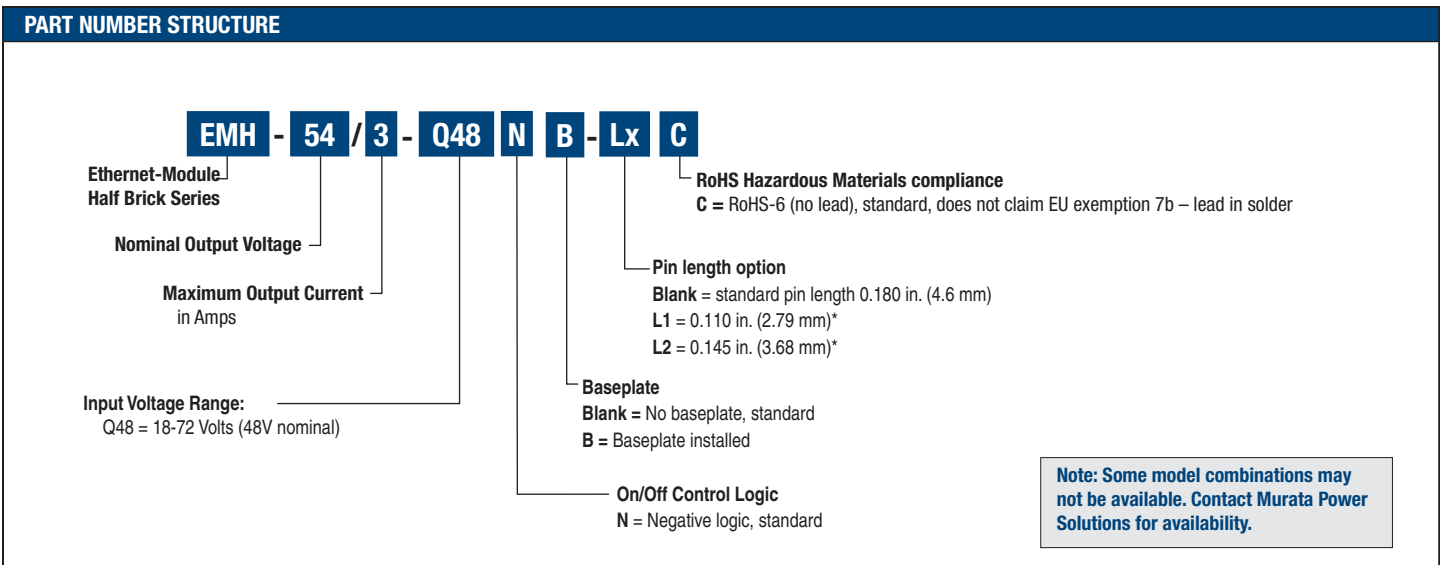 PART NUMBER STRUCTURE
EMH - 54 / 3 - Q48 N B - Lx C
Ethernet-Module
Half Brick Series
RoHS Hazardous Materials compliance
C = RoHS-6 (no lead), standard, does not claim EU exemption 7b – lead in solder
Nominal Output Voltage
Pin length option
Blank = standard pin length 0.180 in. (4.6 mm)
L1 = 0.110 in. (2.79 mm)*
L2 = 0.145 in. (3.68 mm)*
Maximum Output Current
in Amps
Baseplate
Blank = No baseplate, standard
B = Baseplate installed
Input Voltage Range:
Q48 = 18-72 Volts (48V nominal)
On/Off Control Logic
N = Negative logic, standard
Note: Some model combinations may
not be available. Contact Murata Power
Solutions for availability.